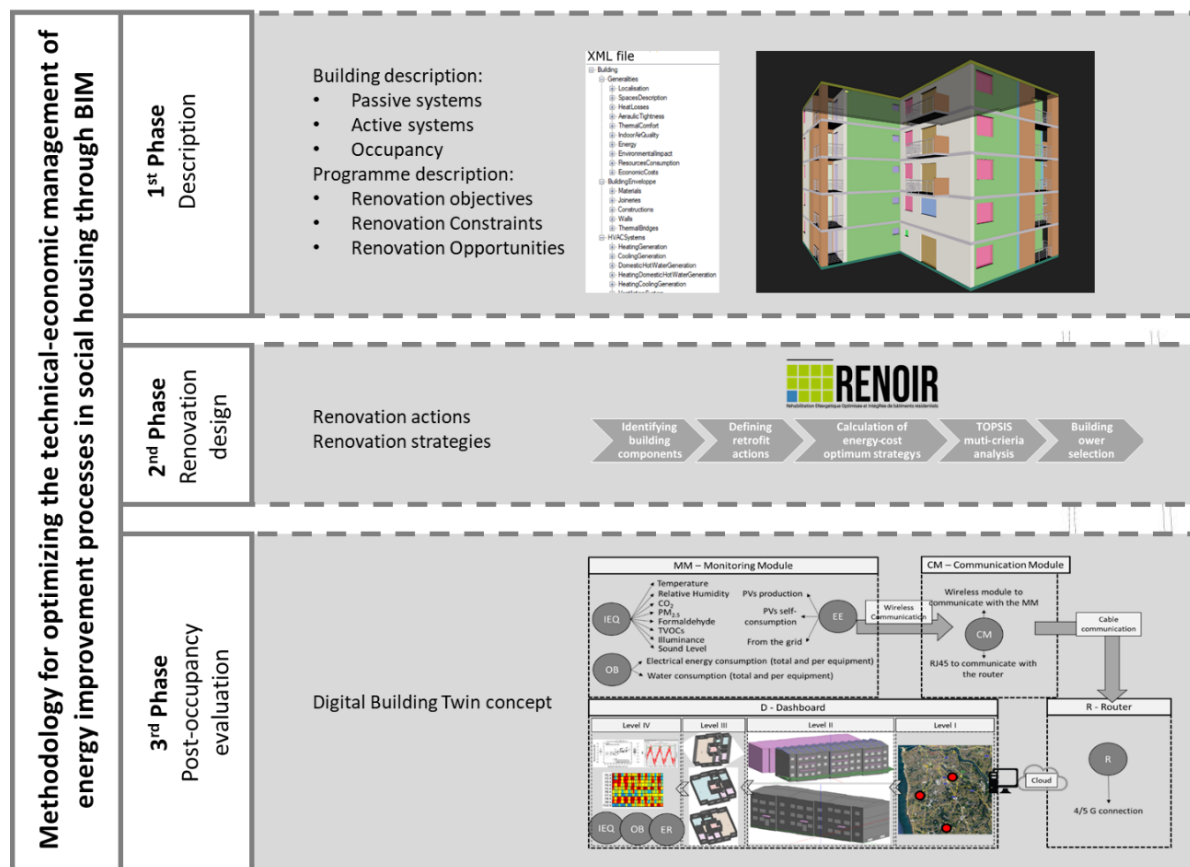 Methodology for optimizing the technical-economic management of
energy improvement processes in social housing through BIM
1st Phase
Description
Building description:
• Passive systems
• Active systems
• Occupancy
Programme description:
• Renovation objectives
• Renovation Constraints
• Renovation Opportunities
XML file
Building
Generalities
Localisation
SpacesDescription
HeatLosses
AeraulicTightness
ThermalComfort
IndoorAirQuality
Energy
EnvironmentalImpact
ResourcesConsumption
EconomicCosts
BuildingEnveloppe
Materials
Joineries
Constructions
Walls
ThermalBridges
HVACSystems
HeatingGeneration
CoolingGeneration
DomesticHotWaterGeneration
HeatingDomesticHotWaterGeneration
HeatingCoolingGeneration
2nd Phase
Renovation
design
Renovation actions
Renovation strategies
RENOIR
Réhabilitation Energétique Optimisée et Intégrée de bâtiments résidentiels
Identifying
building
components
Defining
retrofit
actions
Calculation of
energy-cost
optimum strategys
TOPSIS
muti-crieria
analysis
Building
ower
selection
3rd Phase
Post-occupancy
evaluation
Digital Building Twin concept
MM – Monitoring Module
IEQ
Temperature
Relative Humidity
CO2
PM2.5
Formaldehyde
TVOCs
Illuminance
Sound Level
PVs production
PVs self-
consumption
From the grid
EE
OB
Electrical energy consumption (total and per equipment)
Water consumption (total and per equipment)
Wireless
Communication
CM – Communication Module
Wireless module to
communicate with the MM
CM
RJ45 to communicate with
the router
Cable
communication
D - Dashboard
Level IV
Level III
Level II
Level I
IEQ
OB
ER
Cloud
R - Router
R
4/5 G connection